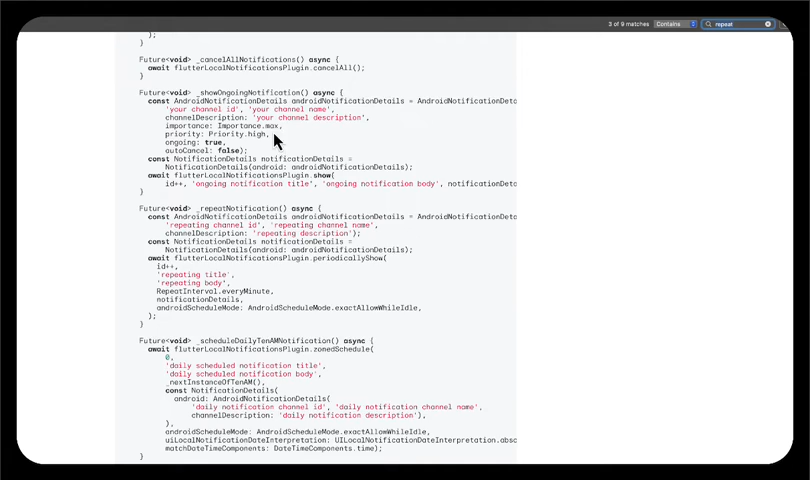 3 of 9 matches Contains repeat
);
}
Future<void> _cancelAllNotifications() async {
await flutterLocalNotificationsPlugin.cancelAll();
}
Future<void> _showOngoingNotification() async {
const AndroidNotificationDetails androidNotificationDetails = AndroidNotificationDeta
'your channel id', 'your channel name',
channelDescription: 'your channel description',
importance: Importance.max,
priority: Priority.high,
ongoing: true,
autoCancel: false);
const NotificationDetails notificationDetails =
NotificationDetails(android: androidNotificationDetails);
await flutterLocalNotificationsPlugin.show(
id++, 'ongoing notification title', 'ongoing notification body', notificationDeta
}
Future<void> _repeatNotification() async {
const AndroidNotificationDetails androidNotificationDetails = AndroidNotificationDeta
'repeating channel id', 'repeating channel name',
channelDescription: 'repeating description');
const NotificationDetails notificationDetails =
NotificationDetails(android: androidNotificationDetails);
await flutterLocalNotificationsPlugin.periodicallyShow(
id++,
'repeating title',
'repeating body',
RepeatInterval.everyMinute,
notificationDetails,
androidScheduleMode: AndroidScheduleMode.exactAllowWhileIdle,
);
}
Future<void> _scheduleDailyTenAMNotification() async {
await flutterLocalNotificationsPlugin.zonedSchedule(
0,
'daily scheduled notification title',
'daily scheduled notification body',
_nextInstanceOfTenAM(),
const NotificationDetails(
android: AndroidNotificationDetails(
'daily notification channel id', 'daily notification channel name',
channelDescription: 'daily notification description'),
),
androidScheduleMode: AndroidScheduleMode.exactAllowWhileIdle,
uiLocalNotificationDateInterpretation: UILocalNotificationDateInterpretation.abso
matchDateTimeComponents: DateTimeComponents.time);
}